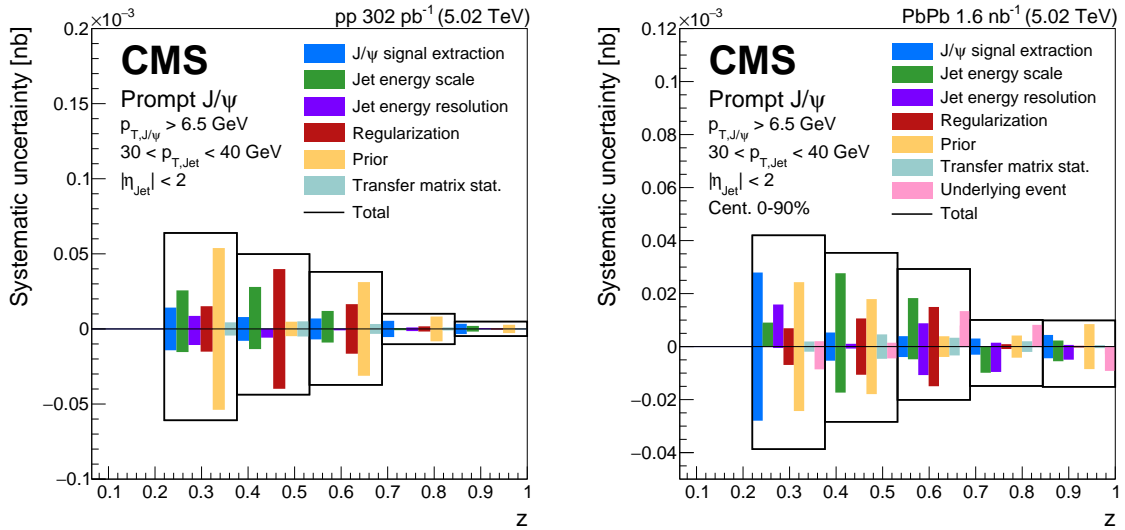 pp 302 pb⁻¹ (5.02 TeV)
×10⁻³
Systematic uncertainty [nb]
CMS
Prompt J/ψ
p_T,J/ψ > 6.5 GeV
30 < p_T,Jet < 40 GeV
|η_Jet| < 2
J/ψ signal extraction
Jet energy scale
Jet energy resolution
Regularization
Prior
Transfer matrix stat.
Total
0.2
0.15
0.1
0.05
0
−0.05
−0.1
0.1 0.2 0.3 0.4 0.5 0.6 0.7 0.8 0.9 1
z
PbPb 1.6 nb⁻¹ (5.02 TeV)
×10⁻³
Systematic uncertainty [nb]
CMS
Prompt J/ψ
p_T,J/ψ > 6.5 GeV
30 < p_T,Jet < 40 GeV
|η_Jet| < 2
Cent. 0-90%
J/ψ signal extraction
Jet energy scale
Jet energy resolution
Regularization
Prior
Transfer matrix stat.
Underlying event
Total
0.12
0.1
0.08
0.06
0.04
0.02
0
−0.02
−0.04
0.1 0.2 0.3 0.4 0.5 0.6 0.7 0.8 0.9 1
z